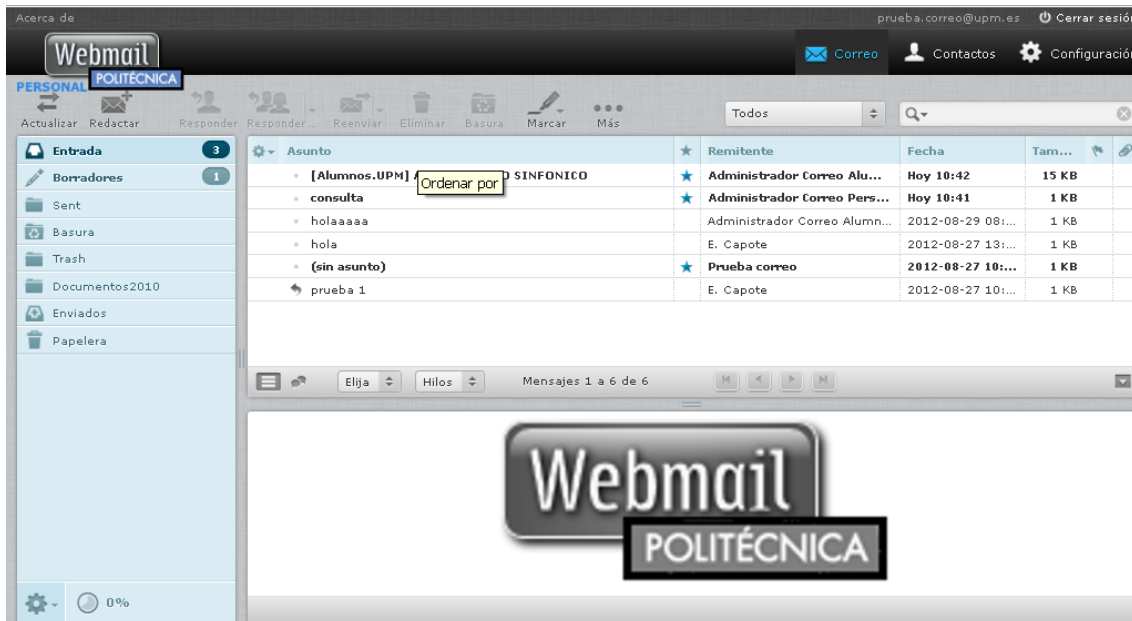 Acerca de prueba.correo@upm.es Cerrar sesión
Webmail
POLITÉCNICA
PERSONAL
Correo Contactos Configuración
Actualizar Redactar Responder Responder... Reenviar Eliminar Basura Marcar Más
Todos
Entrada 3
Borradores 1
Sent
Basura
Trash
Documentos2010
Enviados
Papelera
0%
Asunto Remitente Fecha Tam...
[Alumnos.UPM] SINFONICO Administrador Correo Alu... Hoy 10:42 15 KB
Ordenar por
consulta Administrador Correo Pers... Hoy 10:41 1 KB
holaaaaa Administrador Correo Alumn... 2012-08-29 08:... 1 KB
hola E. Capote 2012-08-27 13:... 1 KB
(sin asunto) Prueba correo 2012-08-27 10:... 1 KB
prueba 1 E. Capote 2012-08-27 10:... 1 KB
Elija Hilos Mensajes 1 a 6 de 6
Webmail
POLITÉCNICA